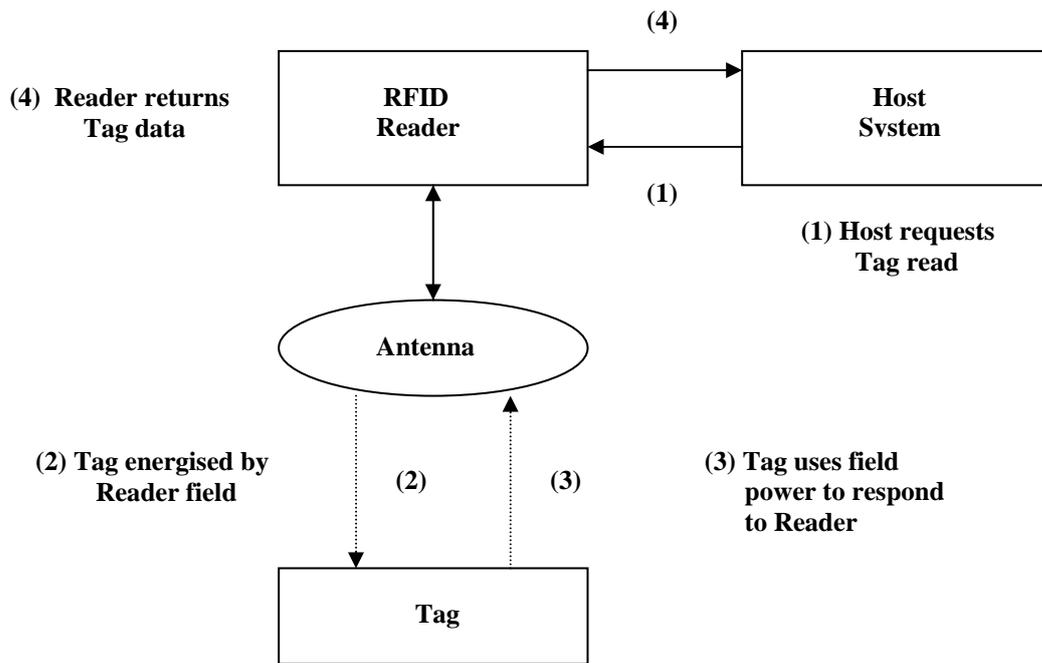 (4)
(4) Reader returns
Tag data
RFID
Reader
Host
System
(1)
(1) Host requests
Tag read
Antenna
(2) Tag energised by
Reader field
(2)
(3)
(3) Tag uses field
power to respond
to Reader
Tag